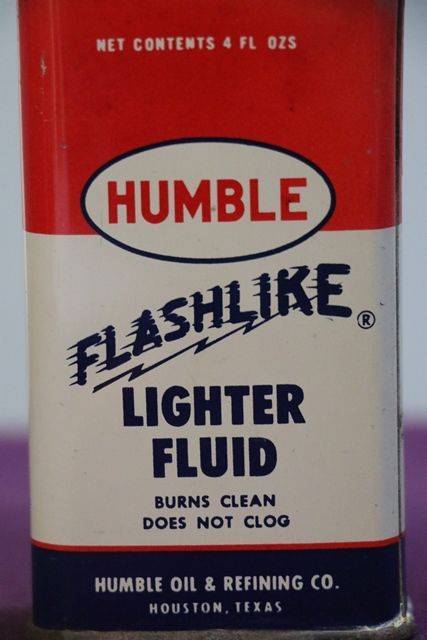 NET CONTENTS 4 FL OZS
HUMBLE
FLASHLIKE®
LIGHTER
FLUID
BURNS CLEAN
DOES NOT CLOG
HUMBLE OIL & REFINING CO.
HOUSTON, TEXAS